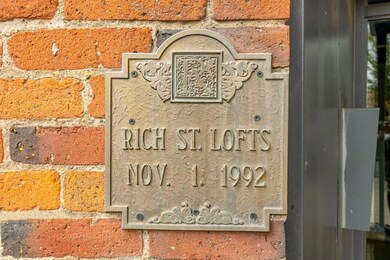 RICH ST. LOFTS
NOV. 1. 1992